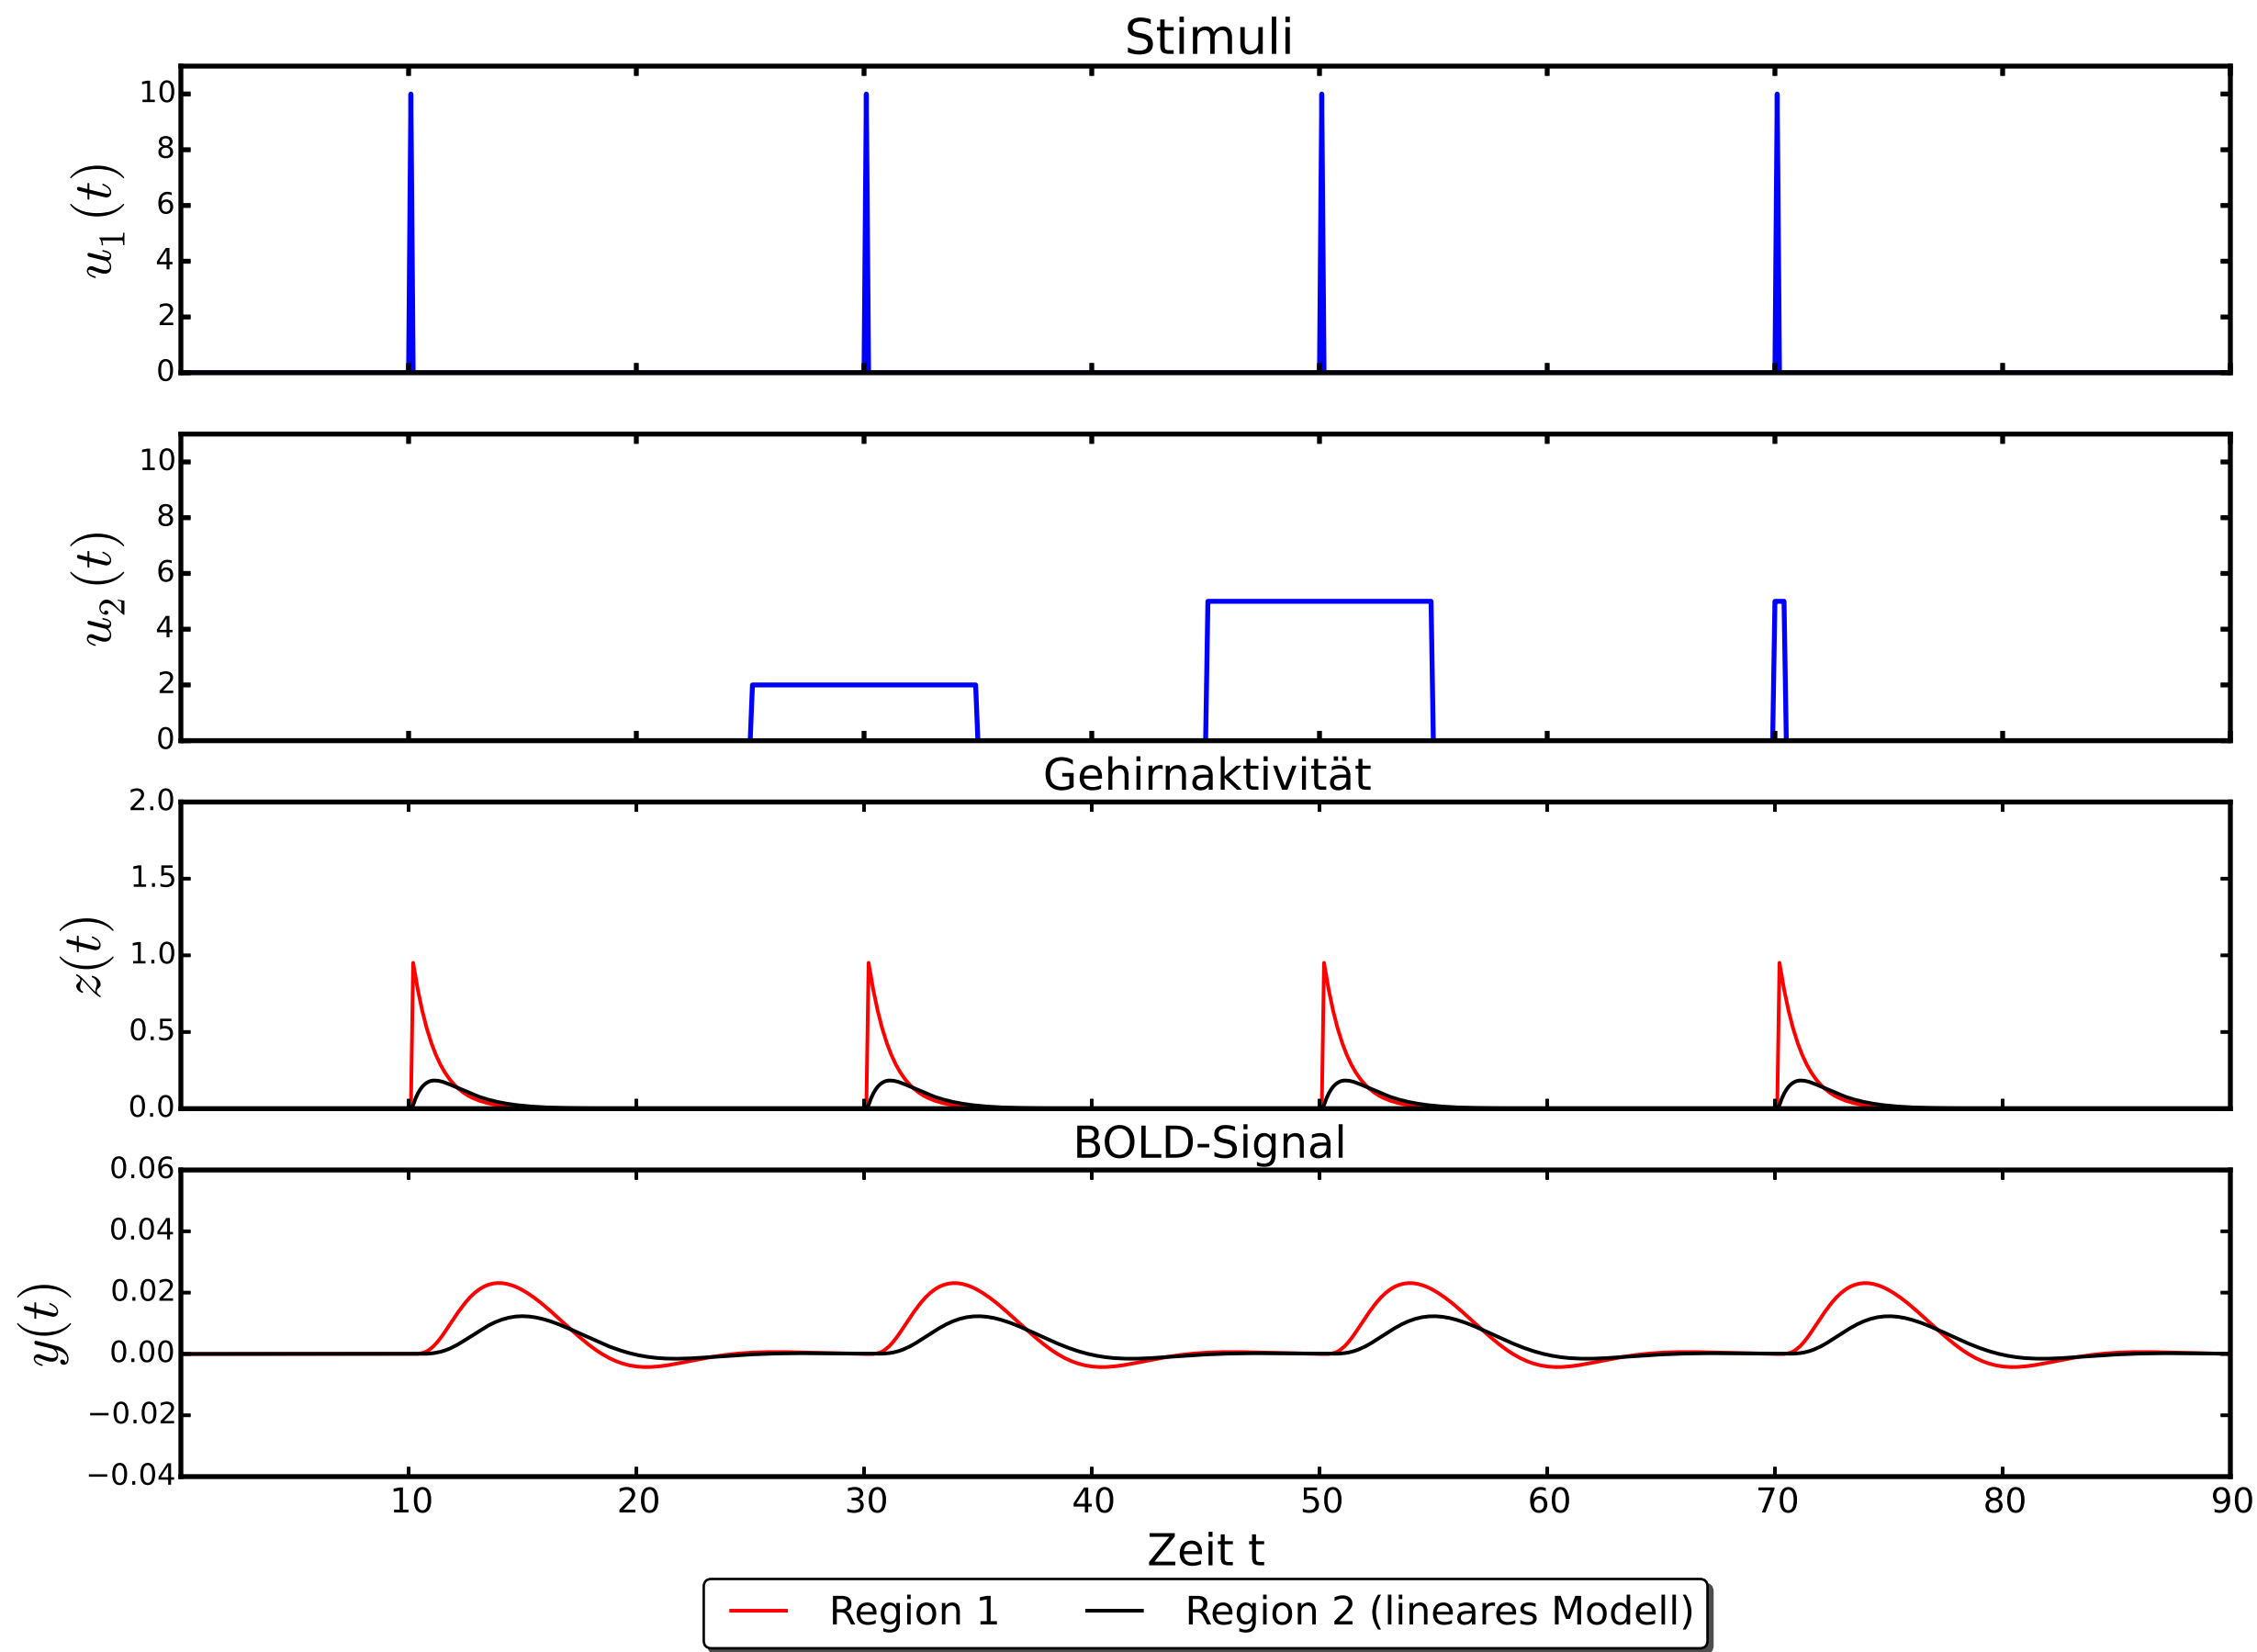 Stimuli
10
8
6
4
2
0
u₁(t)
10
8
6
4
2
0
u₂(t)
Gehirnaktivität
2.0
1.5
1.0
0.5
0.0
z(t)
BOLD-Signal
0.06
0.04
0.02
0.00
−0.02
−0.04
y(t)
10 20 30 40 50 60 70 80 90
Zeit t
Region 1 Region 2 (lineares Modell)